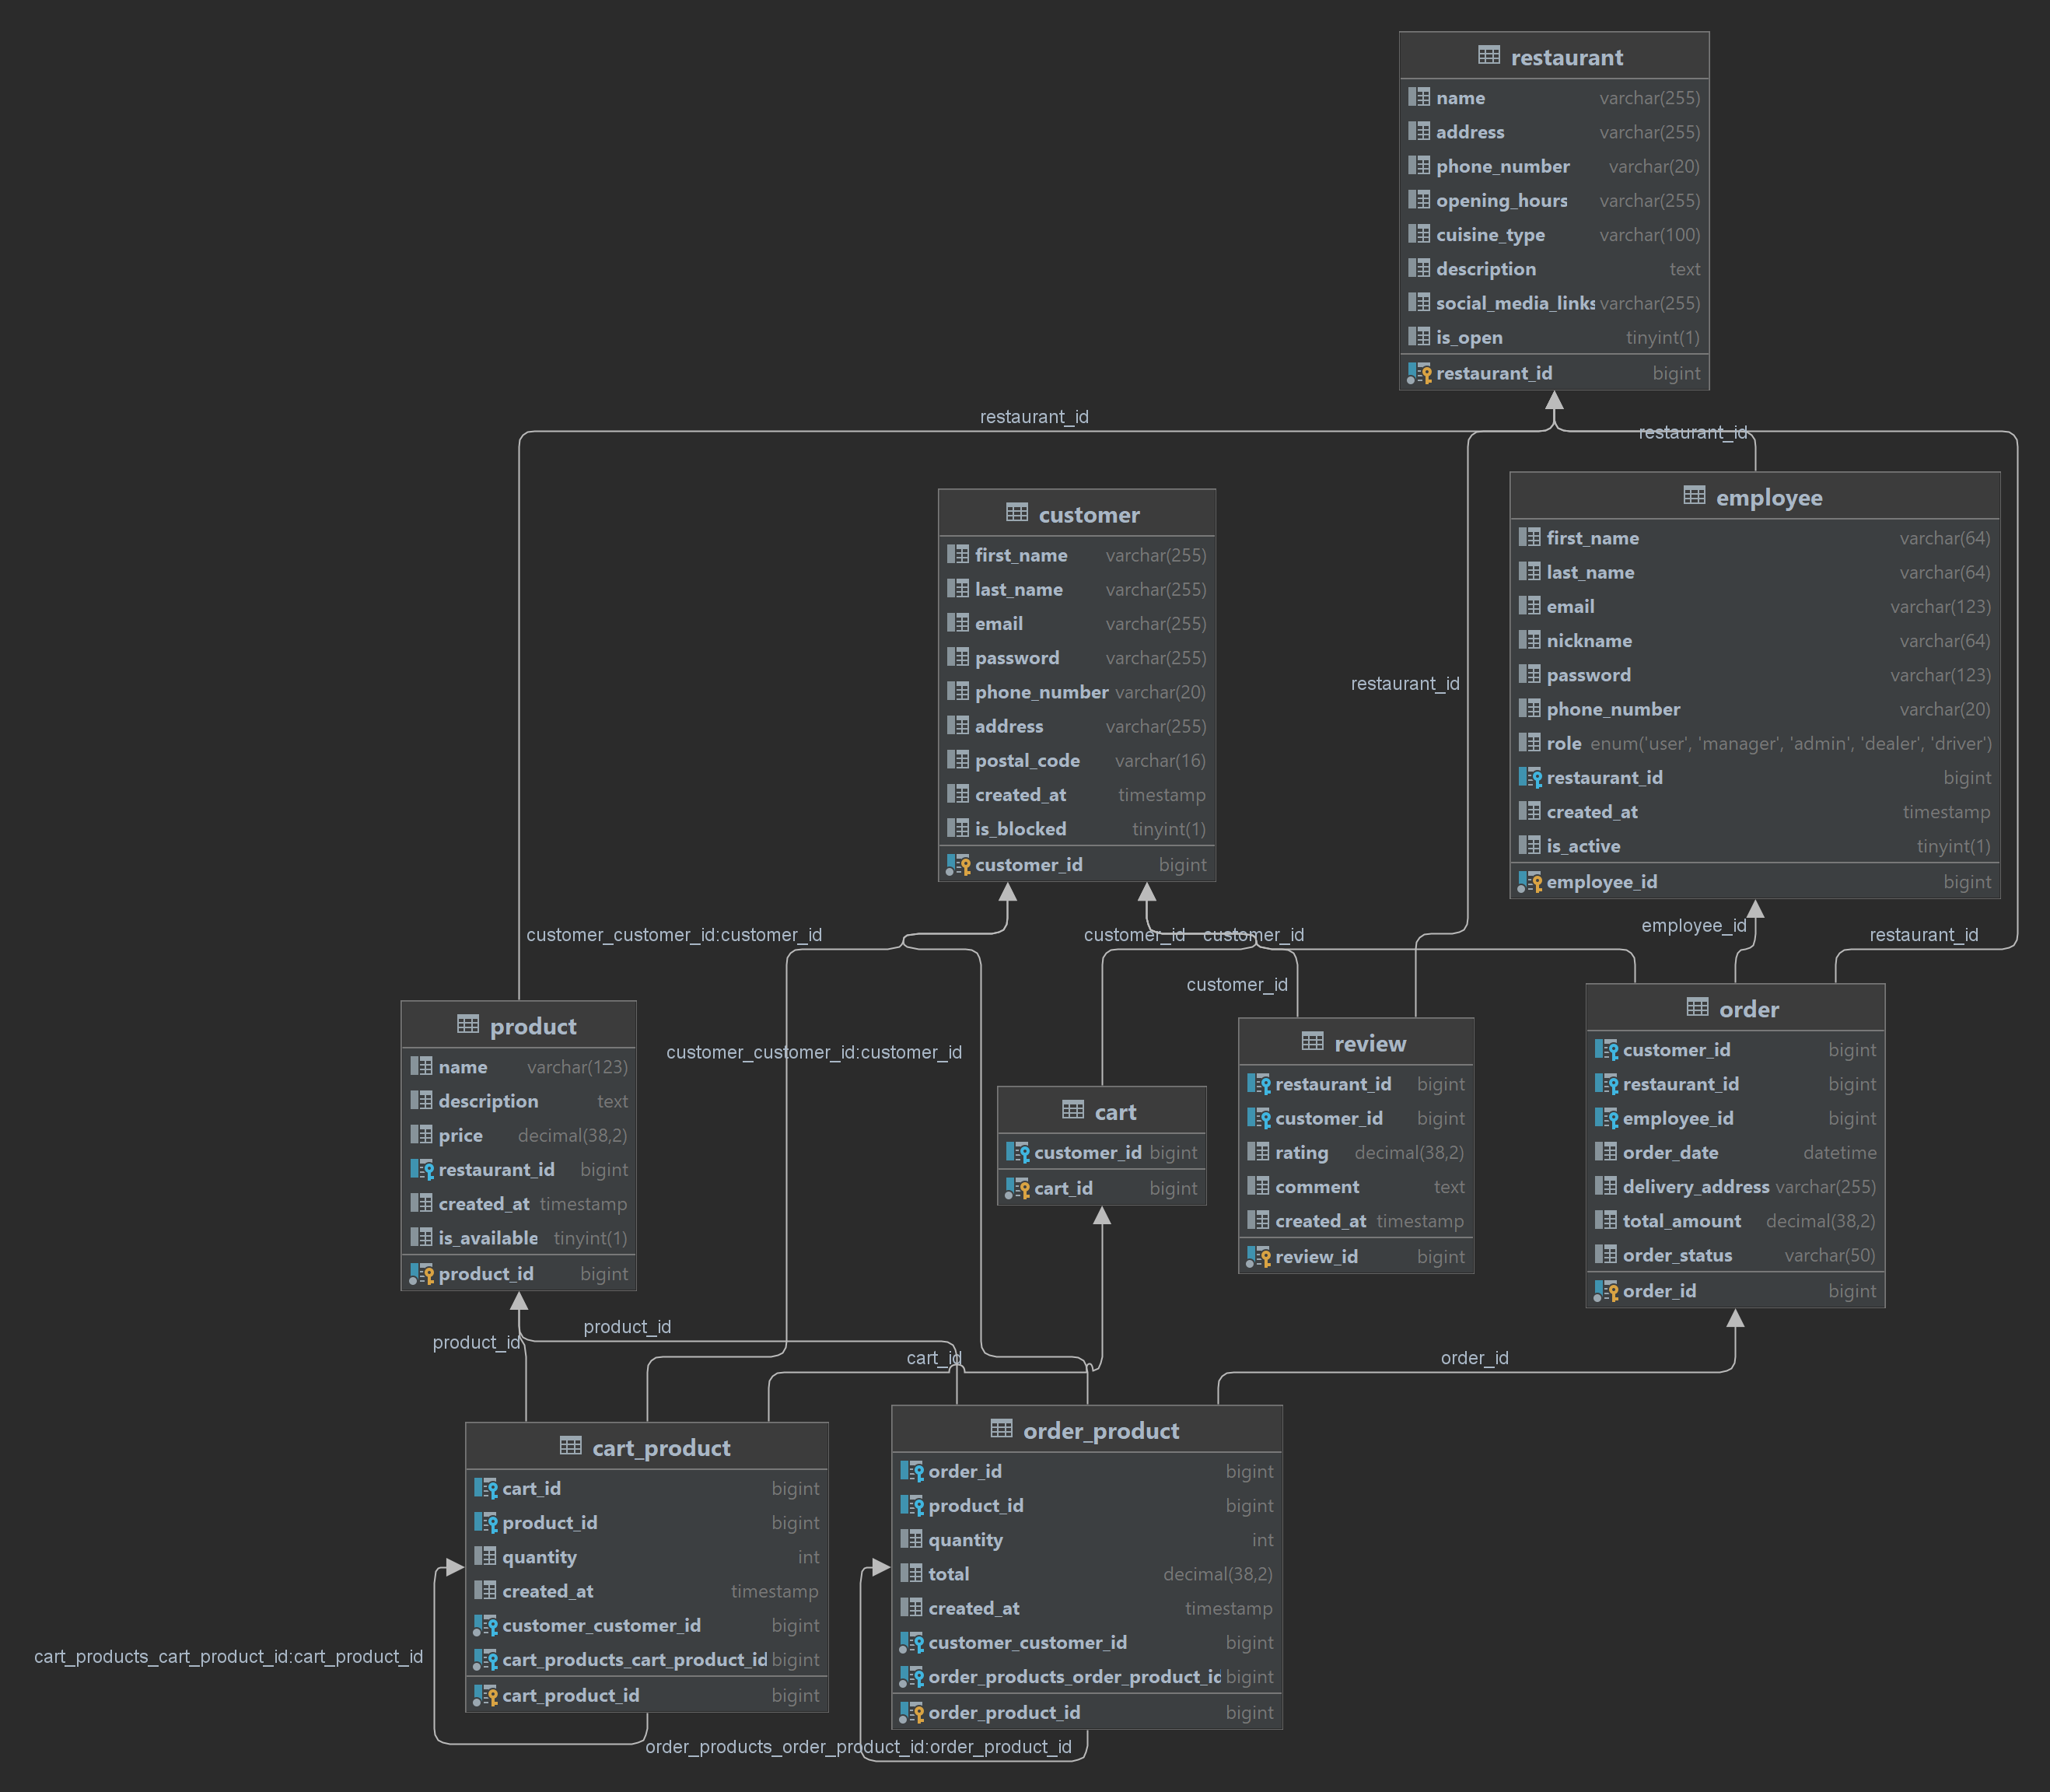 restaurant
name varchar(255)
address varchar(255)
phone_number varchar(20)
opening_hours varchar(255)
cuisine_type varchar(100)
description text
social_media_links varchar(255)
is_open tinyint(1)
restaurant_id bigint
restaurant_id
restaurant_id
customer
first_name varchar(255)
last_name varchar(255)
email varchar(255)
password varchar(255)
phone_number varchar(20)
address varchar(255)
postal_code varchar(16)
created_at timestamp
is_blocked tinyint(1)
customer_id bigint
restaurant_id
employee
first_name varchar(64)
last_name varchar(64)
email varchar(123)
nickname varchar(64)
password varchar(123)
phone_number varchar(20)
role enum('user', 'manager', 'admin', 'dealer', 'driver')
restaurant_id bigint
created_at timestamp
is_active tinyint(1)
employee_id bigint
customer_customer_id:customer_id
customer_id
customer_id
employee_id
restaurant_id
customer_id
customer_customer_id:customer_id
product
name varchar(123)
description text
price decimal(38,2)
restaurant_id bigint
created_at timestamp
is_available tinyint(1)
product_id bigint
cart
customer_id bigint
cart_id bigint
review
restaurant_id bigint
customer_id bigint
rating decimal(38,2)
comment text
created_at timestamp
review_id bigint
order
customer_id bigint
restaurant_id bigint
employee_id bigint
order_date datetime
delivery_address varchar(255)
total_amount decimal(38,2)
order_status varchar(50)
order_id bigint
product_id
product_id
cart_id
order_id
cart_product
cart_id bigint
product_id bigint
quantity int
created_at timestamp
customer_customer_id bigint
cart_products_cart_product_id bigint
cart_product_id bigint
cart_products_cart_product_id:cart_product_id
order_product
order_id bigint
product_id bigint
quantity int
total decimal(38,2)
created_at timestamp
customer_customer_id bigint
order_products_order_product_id bigint
order_product_id bigint
order_products_order_product_id:order_product_id